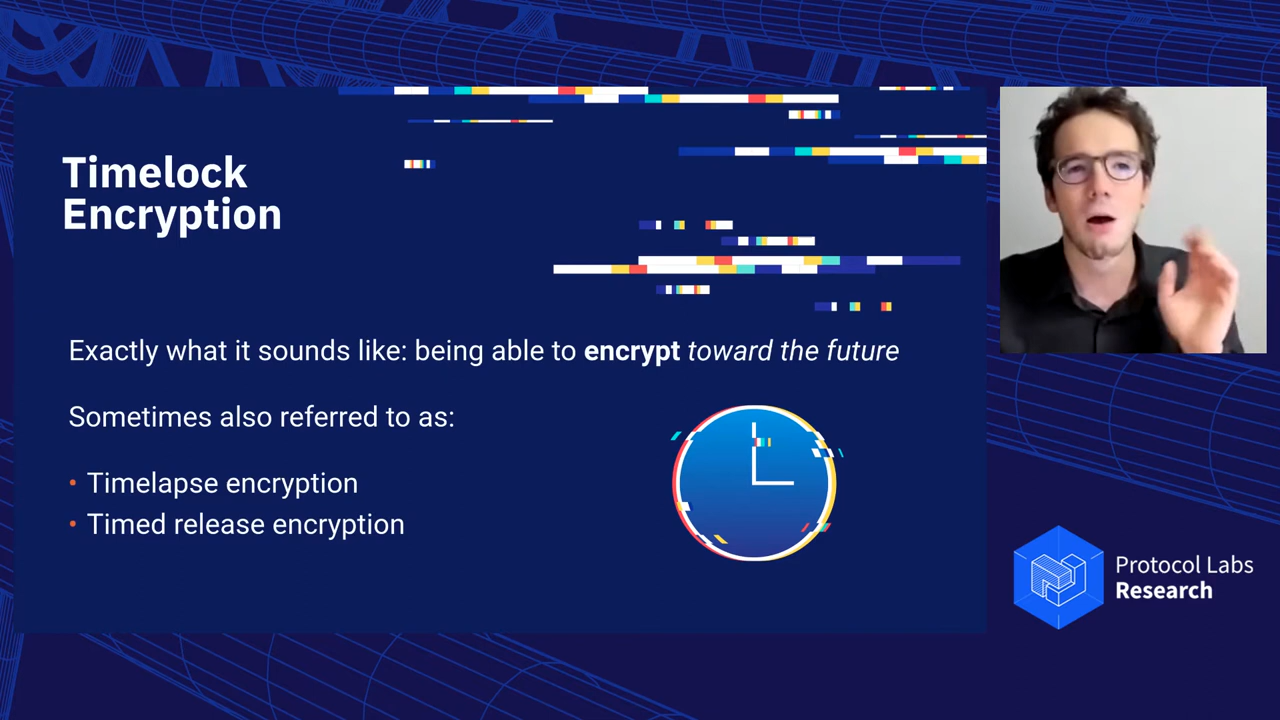 Timelock
Encryption
Exactly what it sounds like: being able to encrypt toward the future
Sometimes also referred to as:
• Timelapse encryption
• Timed release encryption
Protocol Labs
Research